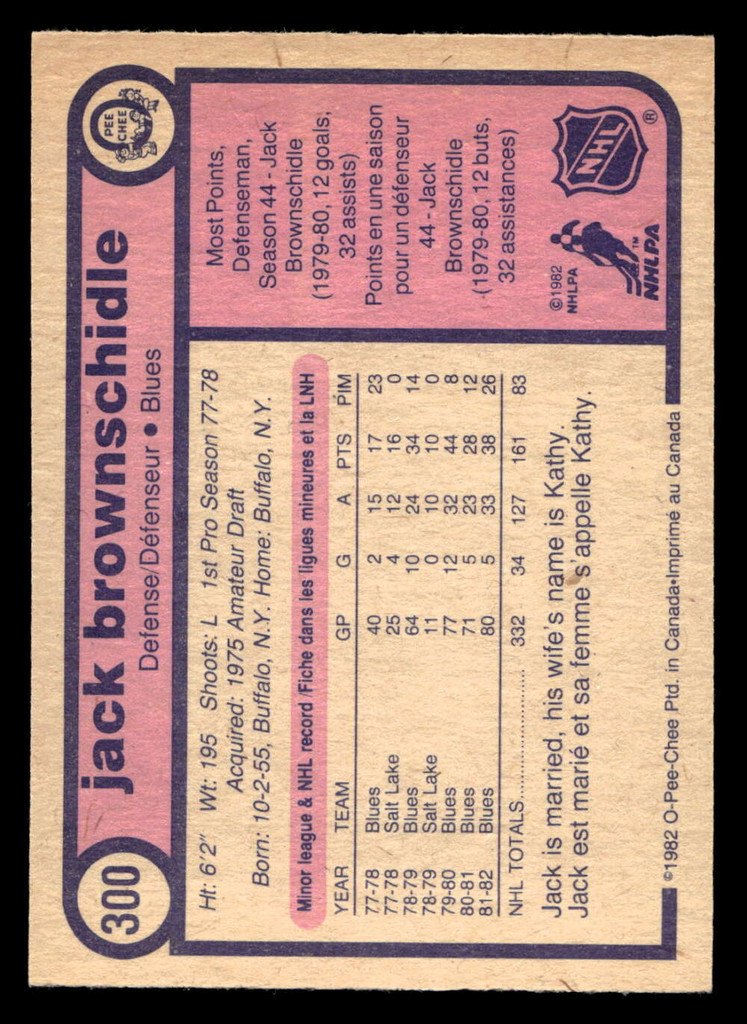 300
jack brownschidle
Defense/Défenseur • Blues
PEE
CHEE
Ht: 6'2" Wt: 195 Shoots: L 1st Pro Season 77-78
Acquired: 1975 Amateur Draft
Born: 10-2-55, Buffalo, N.Y. Home: Buffalo, N.Y.
Minor league & NHL record/Fiche dans les ligues mineures et la LNH
YEAR TEAM GP G A PTS PIM
77-78 Blues 40 2 15 17 23
77-78 Salt Lake 25 4 12 16 0
78-79 Blues 64 10 24 34 14
78-79 Salt Lake 11 0 10 10 0
79-80 Blues 77 12 32 44 8
80-81 Blues 71 5 23 28 12
81-82 Blues 80 5 33 38 26
NHL TOTALS.................... 332 34 127 161 83
Jack is married, his wife's name is Kathy.
Jack est marié et sa femme s'appelle Kathy.
Most Points,
Defenseman,
Season 44 - Jack
Brownschidle
(1979-80, 12 goals,
32 assists)
Points en une saison
pour un défenseur
44 - Jack
Brownschidle
(1979-80, 12 buts,
32 assistances)
©1982
NHLPA
NHLPA
™
NHL
®
©1982 O-Pee-Chee Ptd. in Canada•Imprimé au Canada